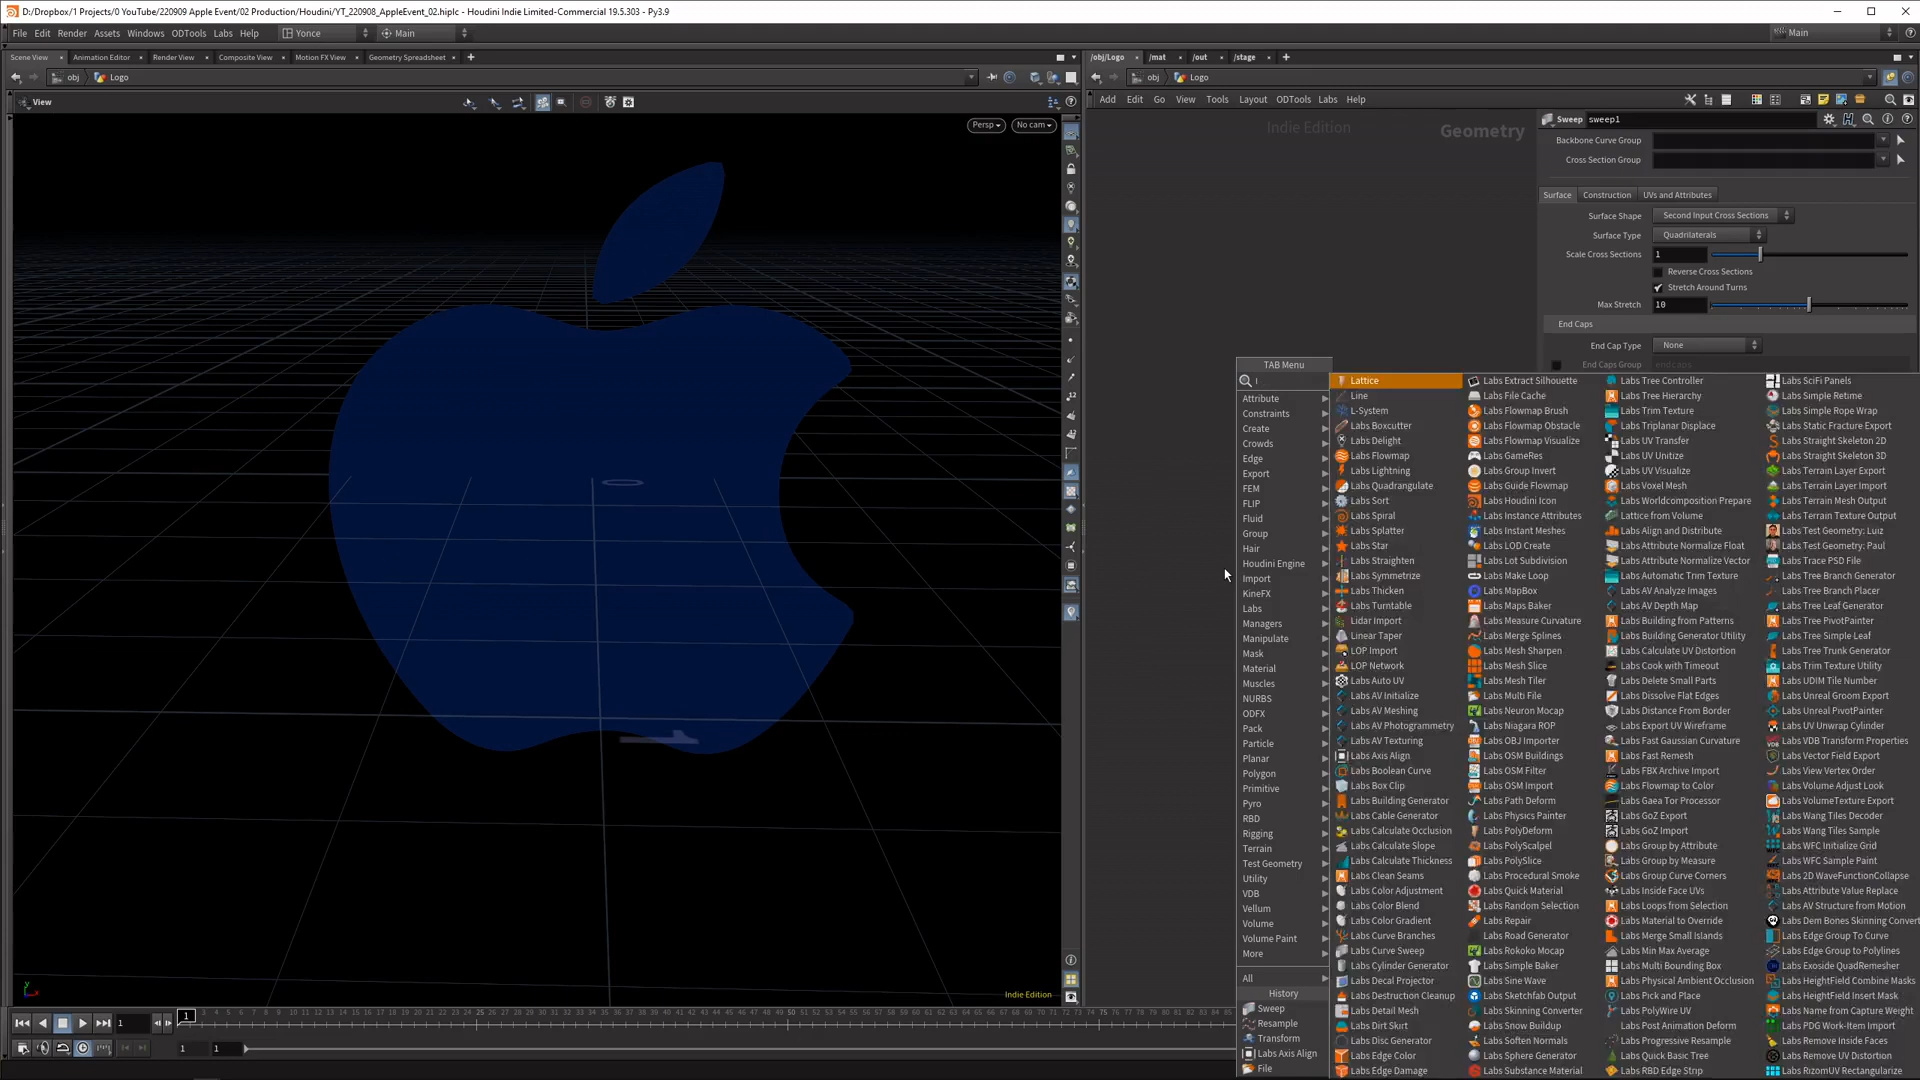 D:/Dropbox/1 Projects/0 YouTube/220909 Apple Event/02 Production/Houdini/YT_220908_AppleEvent_02.hiplc - Houdini Indie Limited-Commercial 19.5.303 - Py3.9
File Edit Render Assets Windows ODTools Labs Help Yonce Main Main
Scene View Animation Editor Render View Composite View Motion FX View Geometry Spreadsheet
obj Logo
View
Persp No cam
Indie Edition
/obj/Logo /mat /out /stage
obj Logo
Add Edit Go View Tools Layout ODTools Labs Help
Indie Edition
Geometry
Sweep sweep1
Backbone Curve Group
Cross Section Group
Surface Construction UVs and Attributes
Surface Shape Second Input Cross Sections
Surface Type Quadrilaterals
Scale Cross Sections 1
Reverse Cross Sections
Stretch Around Turns
Max Stretch 10
End Caps
End Cap Type None
End Caps Group endcaps
TAB Menu
l
Attribute
Constraints
Create
Crowds
Edge
Export
FEM
FLIP
Fluid
Group
Hair
Houdini Engine
Import
KineFX
Labs
Managers
Manipulate
Mask
Material
Muscles
NURBS
ODFX
Pack
Particle
Planar
Polygon
Primitive
Pyro
RBD
Rigging
Terrain
Test Geometry
Utility
VDB
Vellum
Volume
Volume Paint
More
All
History
Sweep
Resample
Transform
Labs Axis Align
File
Lattice
Line
L-System
Labs Boxcutter
Labs Delight
Labs Flowmap
Labs Lightning
Labs Quadrangulate
Labs Sort
Labs Spiral
Labs Splatter
Labs Star
Labs Straighten
Labs Symmetrize
Labs Thicken
Labs Turntable
Lidar Import
Linear Taper
LOP Import
LOP Network
Labs Auto UV
Labs AV Initialize
Labs AV Meshing
Labs AV Photogrammetry
Labs AV Texturing
Labs Axis Align
Labs Boolean Curve
Labs Box Clip
Labs Building Generator
Labs Cable Generator
Labs Calculate Occlusion
Labs Calculate Slope
Labs Calculate Thickness
Labs Clean Seams
Labs Color Adjustment
Labs Color Blend
Labs Color Gradient
Labs Curve Branches
Labs Curve Sweep
Labs Cylinder Generator
Labs Decal Projector
Labs Destruction Cleanup
Labs Detail Mesh
Labs Dirt Skirt
Labs Disc Generator
Labs Edge Color
Labs Edge Damage
Labs Extract Silhouette
Labs File Cache
Labs Flowmap Brush
Labs Flowmap Obstacle
Labs Flowmap Visualize
Labs GameRes
Labs Group Invert
Labs Guide Flowmap
Labs Houdini Icon
Labs Instance Attributes
Labs Instant Meshes
Labs LOD Create
Labs Lot Subdivision
Labs Make Loop
Labs MapBox
Labs Maps Baker
Labs Measure Curvature
Labs Merge Splines
Labs Mesh Sharpen
Labs Mesh Slice
Labs Mesh Tiler
Labs Multi File
Labs Neuron Mocap
Labs Niagara ROP
Labs OBJ Importer
Labs OSM Buildings
Labs OSM Filter
Labs OSM Import
Labs Path Deform
Labs Physics Painter
Labs PolyDeform
Labs PolyScalpel
Labs PolySlice
Labs Procedural Smoke
Labs Quick Material
Labs Random Selection
Labs Repair
Labs Road Generator
Labs Rokoko Mocap
Labs Simple Baker
Labs Sine Wave
Labs Sketchfab Output
Labs Skinning Converter
Labs Snow Buildup
Labs Soften Normals
Labs Sphere Generator
Labs Substance Material
Labs Tree Controller
Labs Tree Hierarchy
Labs Trim Texture
Labs Triplanar Displace
Labs UV Transfer
Labs UV Unitize
Labs UV Visualize
Labs Voxel Mesh
Labs Worldcomposition Prepare
Lattice from Volume
Labs Align and Distribute
Labs Attribute Normalize Float
Labs Attribute Normalize Vector
Labs Automatic Trim Texture
Labs AV Analyze Images
Labs AV Depth Map
Labs Building from Patterns
Labs Building Generator Utility
Labs Calculate UV Distortion
Labs Cook with Timeout
Labs Delete Small Parts
Labs Dissolve Flat Edges
Labs Distance From Border
Labs Export UV Wireframe
Labs Fast Gaussian Curvature
Labs Fast Remesh
Labs FBX Archive Import
Labs Flowmap to Color
Labs Gaea Tor Processor
Labs GoZ Export
Labs GoZ Import
Labs Group by Attribute
Labs Group by Measure
Labs Group Curve Corners
Labs Inside Face UVs
Labs Loops from Selection
Labs Material to Override
Labs Merge Small Islands
Labs Min Max Average
Labs Multi Bounding Box
Labs Physical Ambient Occlusion
Labs Pick and Place
Labs PolyWire UV
Labs Post Animation Deform
Labs Progressive Resample
Labs Quick Basic Tree
Labs RBD Edge Strip
Labs SciFi Panels
Labs Simple Retime
Labs Simple Rope Wrap
Labs Static Fracture Export
Labs Straight Skeleton 2D
Labs Straight Skeleton 3D
Labs Terrain Layer Export
Labs Terrain Layer Import
Labs Terrain Mesh Output
Labs Terrain Texture Output
Labs Test Geometry: Luiz
Labs Test Geometry: Paul
Labs Trace PSD File
Labs Tree Branch Generator
Labs Tree Branch Placer
Labs Tree Leaf Generator
Labs Tree PivotPainter
Labs Tree Simple Leaf
Labs Tree Trunk Generator
Labs Trim Texture Utility
Labs UDIM Tile Number
Labs Unreal Groom Export
Labs Unreal PivotPainter
Labs UV Unwrap Cylinder
Labs VDB Transform Properties
Labs Vector Field Export
Labs View Vertex Order
Labs Volume Adjust Look
Labs VolumeTexture Export
Labs Wang Tiles Decoder
Labs Wang Tiles Sample
Labs WFC Initialize Grid
Labs WFC Sample Paint
Labs 2D WaveFunctionCollapse
Labs Attribute Value Replace
Labs AV Structure from Motion
Labs Dem Bones Skinning Convert
Labs Edge Group To Curve
Labs Edge Group to Polylines
Labs Exoside QuadRemesher
Labs HeightField Combine Masks
Labs HeightField Insert Mask
Labs Name from Capture Weight
Labs PDG Work-Item Import
Labs Remove Inside Faces
Labs Remove UV Distortion
Labs RizomUV Rectangularize
1
1
1 1